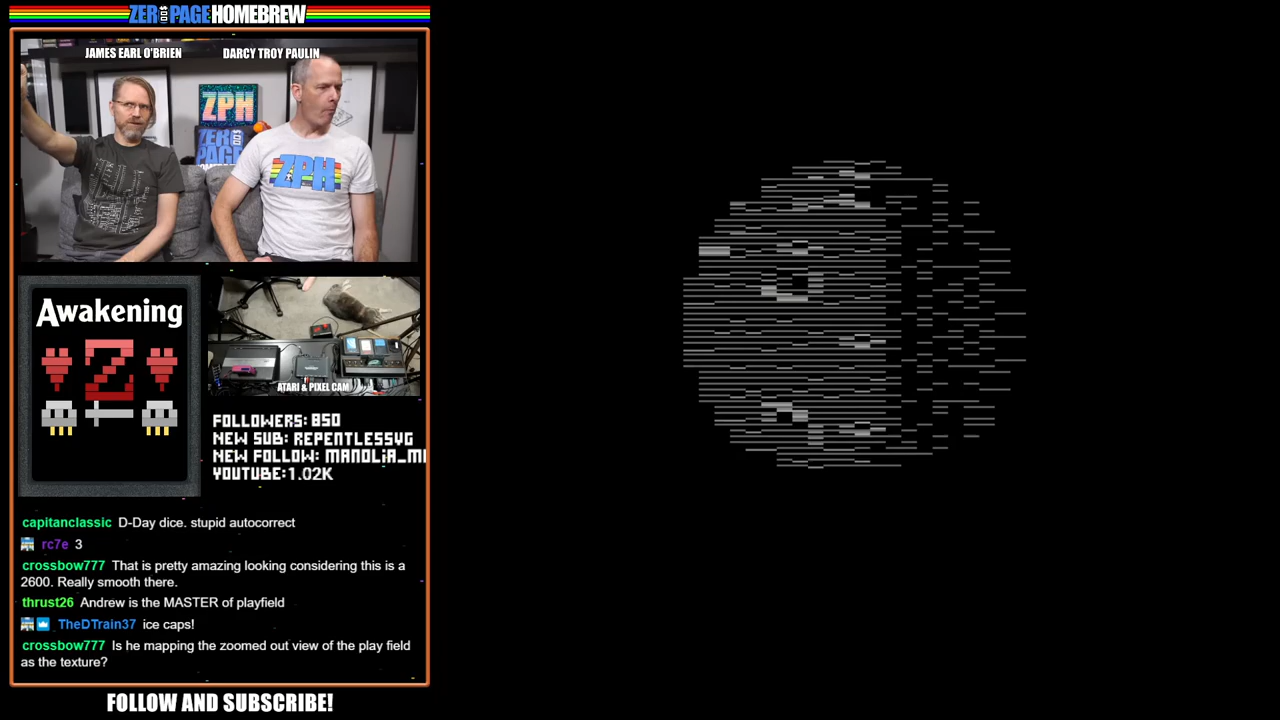 ZEROPAGE HOMEBREW
JAMES EARL O'BRIEN
DARCY TROY PAULIN
ZPH
ZPH
Awakening
ATARI & PIXEL CAM
FOLLOWERS: 850
NEW SUB: REPENTLESSVG
NEW FOLLOW: MANOLIA_M
YOUTUBE:1.02K
capitanclassic D-Day dice. stupid autocorrect
rc7e 3
crossbow777 That is pretty amazing looking considering this is a
2600. Really smooth there.
thrust26 Andrew is the MASTER of playfield
TheDTrain37 ice caps!
crossbow777 Is he mapping the zoomed out view of the play field
as the texture?
FOLLOW AND SUBSCRIBE!